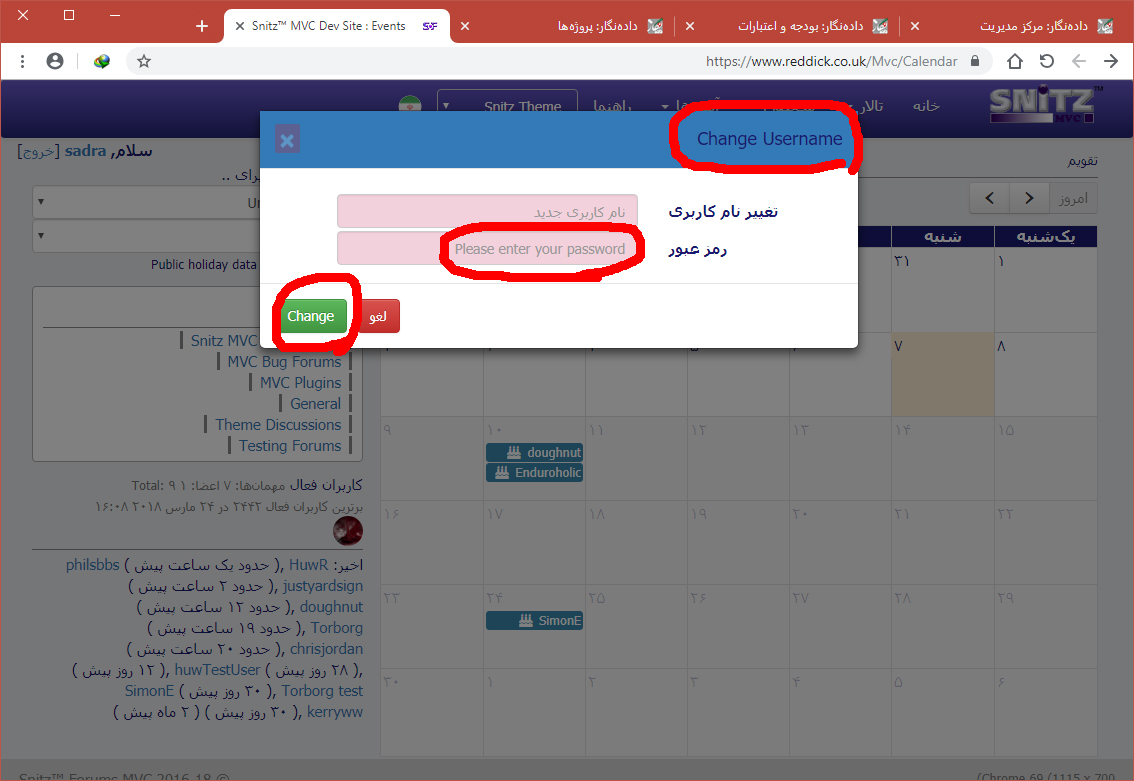 داده‌نگار: مرکز مدیریت
داده‌نگار: بودجه و اعتبارات
داده‌نگار: پروژه‌ها
Snitz™ MVC Dev Site : Events
https://www.reddick.co.uk/Mvc/Calendar
SNiTZ™ MVC
خانه
تالار
راهنما
Snitz Theme
سلام, sadra [خروج]
تقویم
امروز
برای ..
Public holiday data
Change Username
تغییر نام کاربری
نام کاربری جدید
رمز عبور
Please enter your password
Change
لغو
یک‌شنبه
شنبه
۱
۳۱
۸
۷
۱۵
۱۴
۱۳
۱۲
۱۱
۱۰
۹
doughnut
Enduroholic
۲۲
۲۱
۲۰
۱۹
۱۸
۱۷
۱۶
۲۹
۲۸
۲۷
۲۶
۲۵
۲۴
۲۳
SimonE
۶
۵
۴
۳
۲
۱
۳۰
Snitz MVC
MVC Bug Forums
MVC Plugins
General
Theme Discussions
Testing Forums
کاربران فعال مهمان‌ها: ۷ اعضا: ۱ Total: ۹
برترین کاربران فعال ۲۴۴۲ در ۲۴ مارس ۲۰۱۸ ۱۶:۰۸
اخیر: HuwR ,( حدود یک ساعت پیش ) philsbbs
justyardsign ,( حدود ۲ ساعت پیش )
doughnut ,( حدود ۱۲ ساعت پیش )
Torborg ,( حدود ۱۹ ساعت پیش )
chrisjordan ,( حدود ۲۰ ساعت پیش )
,( ۲۸ روز پیش ) huwTestUser ,( ۱۲ روز پیش )
Torborg test ,( ۳۰ روز پیش ) SimonE
kerryww ,( ۳۰ روز پیش ) ( ۲ ماه پیش )
Snitz™ Forums MVC 2016-18 ©
(Chrome 69 (1115 x 700